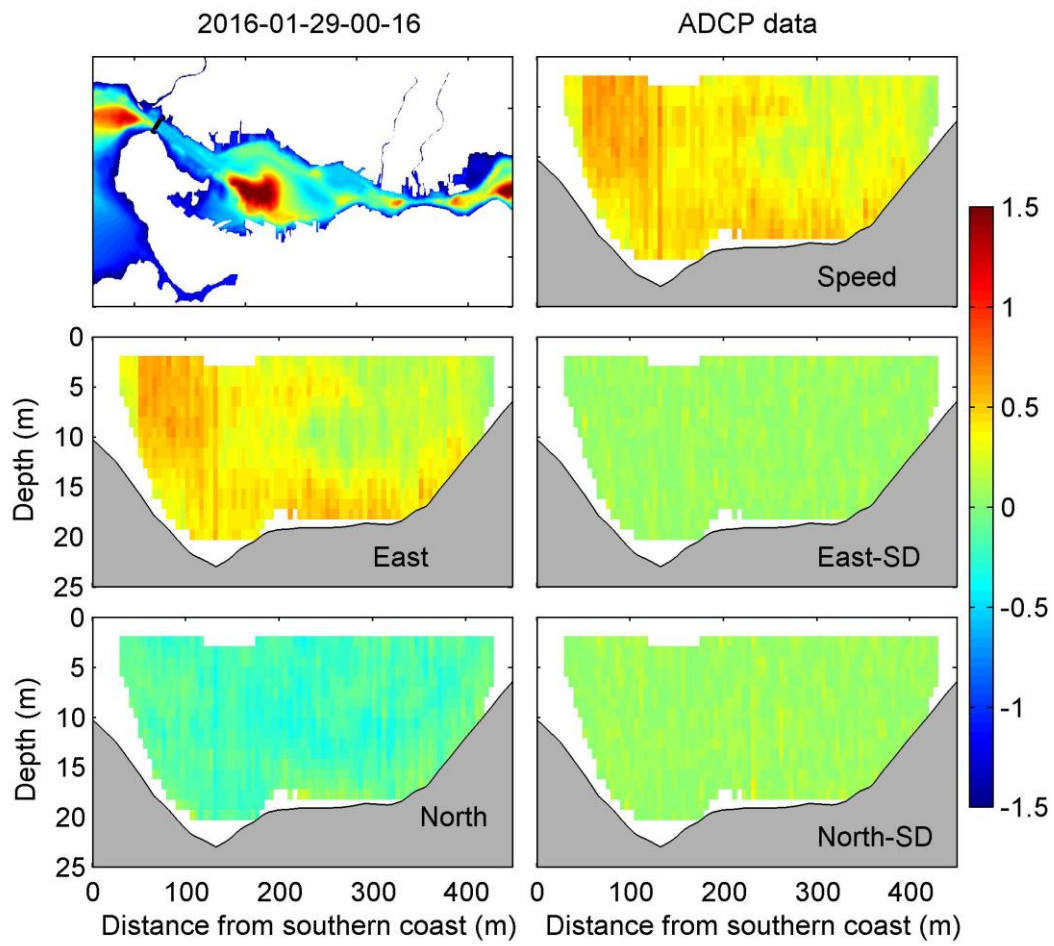 2016-01-29-00-16
ADCP data
Speed
1.5
1
0.5
0
-0.5
-1
-1.5
0
5
10
15
20
25
Depth (m)
East
East-SD
0
5
10
15
20
25
Depth (m)
North
North-SD
0 100 200 300 400
0 100 200 300 400
Distance from southern coast (m)
Distance from southern coast (m)